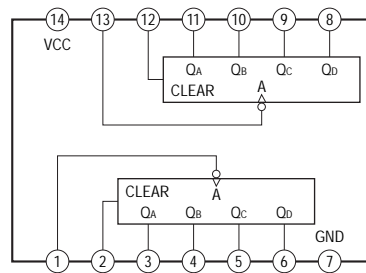 14 13 12 11 10 9 8
VCC
QA QB QC QD
CLEAR A
CLEAR A
QA QB QC QD
GND
1 2 3 4 5 6 7